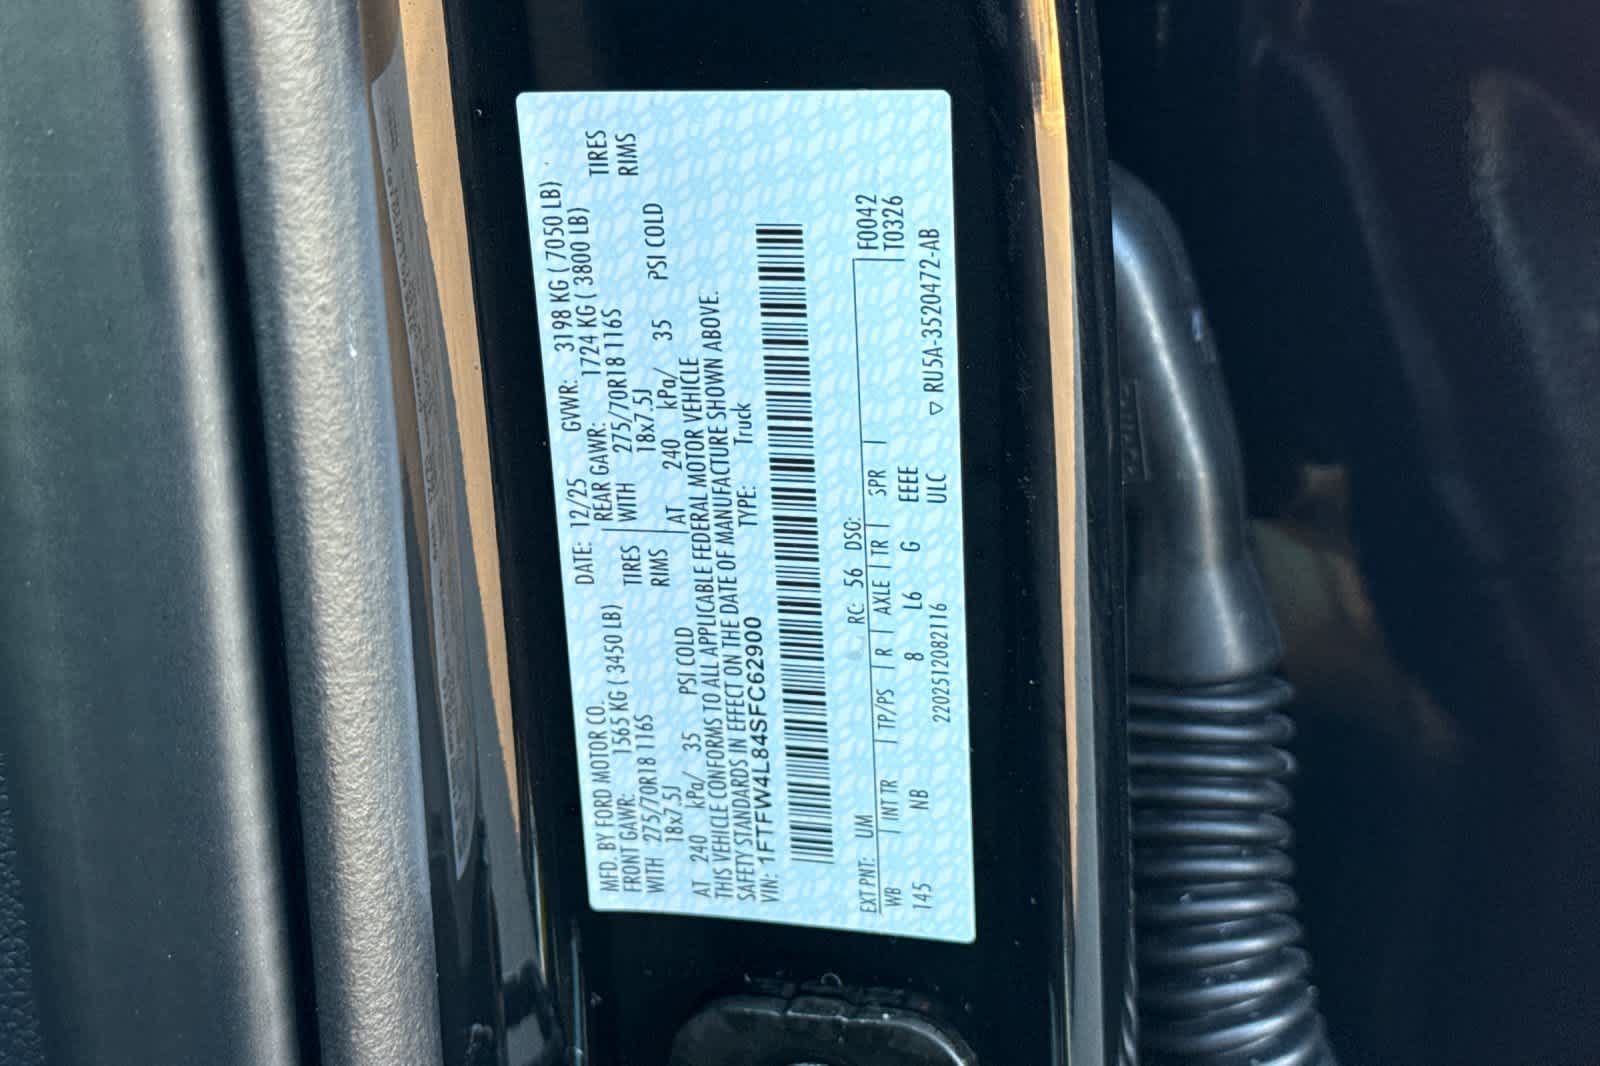 MFD. BY FORD MOTOR CO. DATE: 12/25 GVWR: 3198 KG ( 7050 LB)
FRONT GAWR: 1565 KG ( 3450 LB) REAR GAWR: 1724 KG ( 3800 LB)
WITH 275/70R18 116S TIRES WITH 275/70R18 116S TIRES
18x7.5J RIMS 18x7.5J RIMS
AT 240 kPa/ 35 PSI COLD AT 240 kPa/ 35 PSI COLD
THIS VEHICLE CONFORMS TO ALL APPLICABLE FEDERAL MOTOR VEHICLE
SAFETY STANDARDS IN EFFECT ON THE DATE OF MANUFACTURE SHOWN ABOVE.
VIN: 1FTFW4L84SFC62900 TYPE: Truck
EXT PNT: UM RC: 56 DSO: F0042
WB INT TR TP/PS R AXLE TR SPR T0326
145 NB 8 L6 G EEEE
2202512082116 ULC ▽ RU5A-3520472-AB